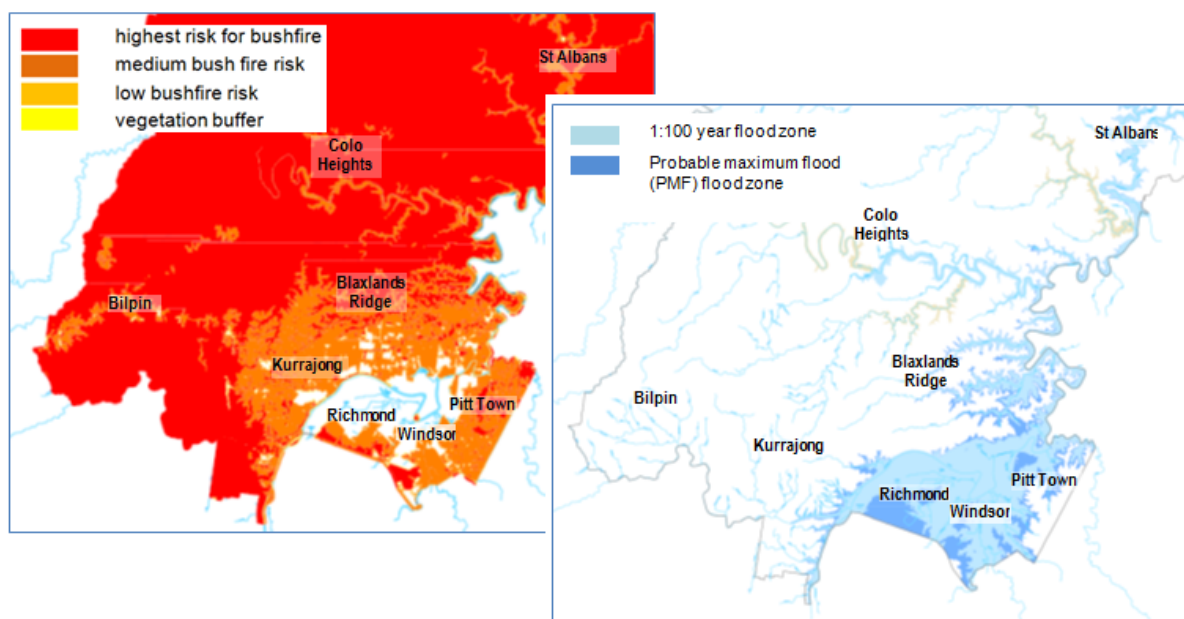 highest risk for bushfire
medium bush fire risk
low bushfire risk
vegetation buffer
St Albans
Colo
Heights
Blaxlands
Ridge
Bilpin
Kurrajong
Richmond
Pitt Town
Windsor
1:100 year flood zone
Probable maximum flood
(PMF) flood zone
St Albans
Colo
Heights
Blaxlands
Ridge
Bilpin
Kurrajong
Richmond
Pitt Town
Windsor